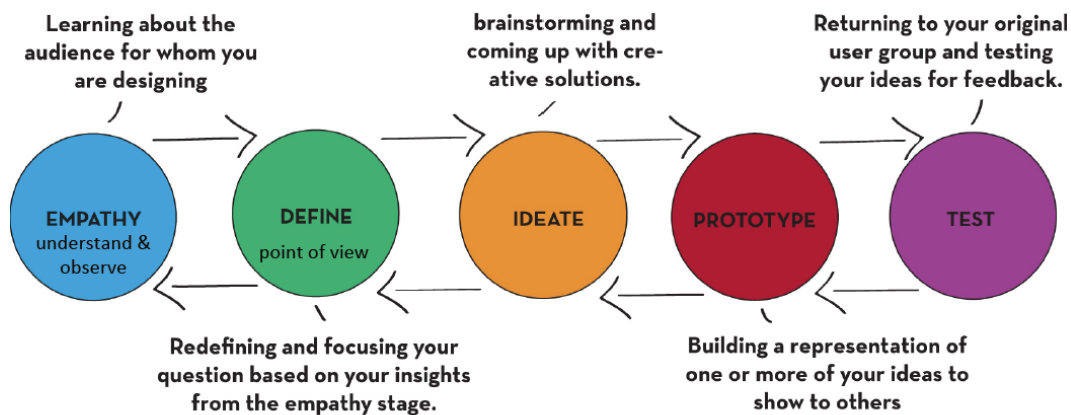 Learning about the
audience for whom you
are designing
brainstorming and
coming up with cre-
ative solutions.
Returning to your original
user group and testing
your ideas for feedback.
EMPATHY
understand &
observe
DEFINE
point of view
IDEATE
PROTOTYPE
TEST
Redefining and focusing your
question based on your insights
from the empathy stage.
Building a representation of
one or more of your ideas to
show to others